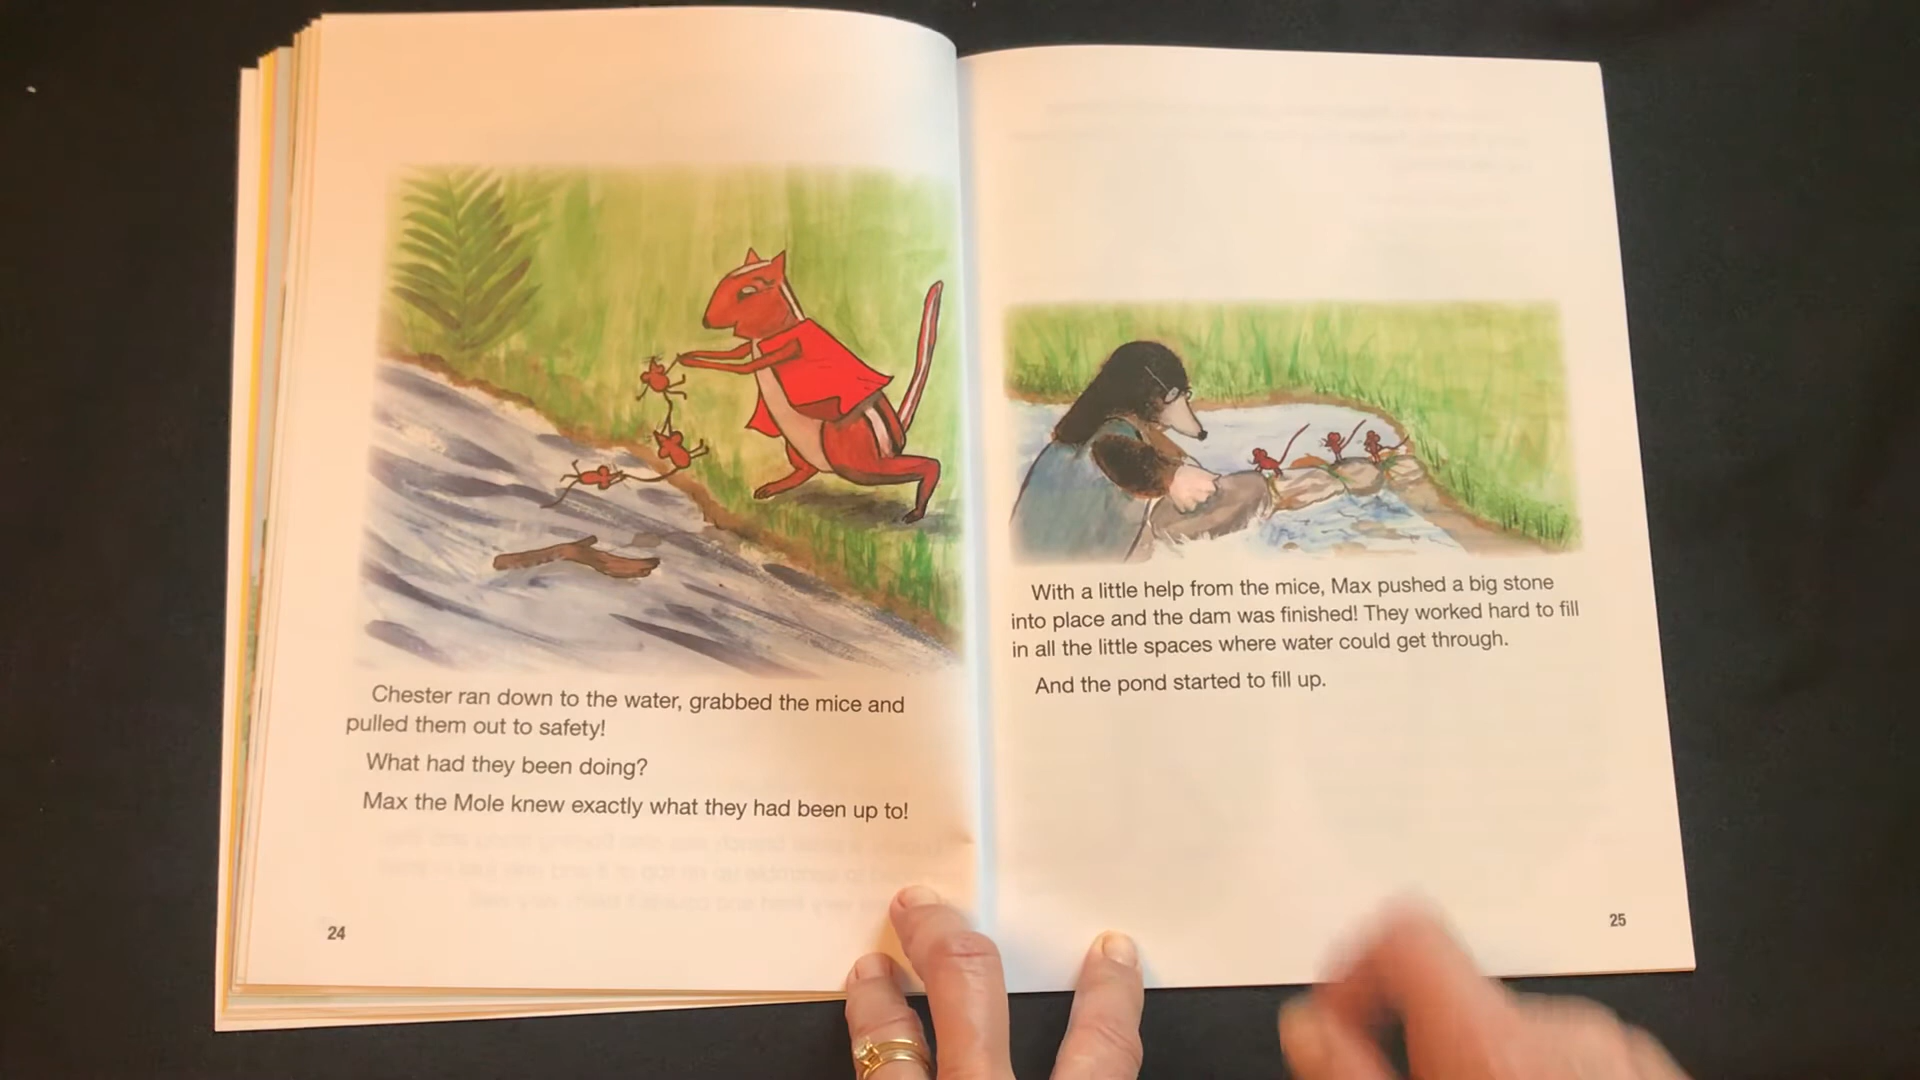 Chester ran down to the water, grabbed the mice and
pulled them out to safety!
What had they been doing?
Max the Mole knew exactly what they had been up to!
24
With a little help from the mice, Max pushed a big stone
into place and the dam was finished! They worked hard to fill
in all the little spaces where water could get through.
And the pond started to fill up.
25